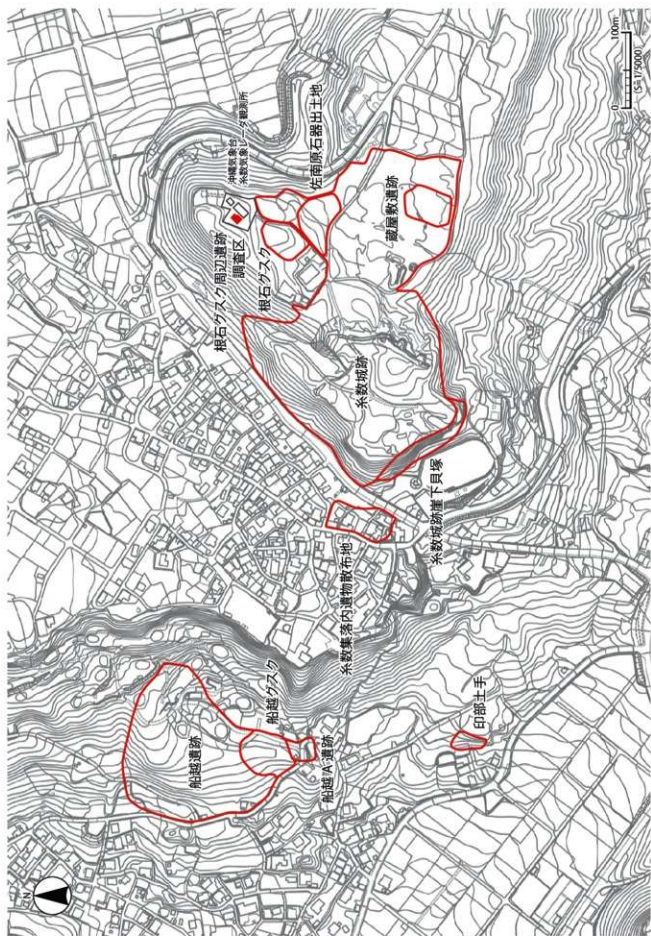 N
船越遺跡
船越グスク
船越A遺跡
印部土手
糸数集落内遺物散布地
糸数城跡崖下貝塚
糸数城跡
根石グスク周辺遺跡
調査区
根石グスク
沖縄気象台
糸数気象レーダ観測所
佐南原石器出土地
蔵屋敷遺跡
0 100m
(S=1/5000)